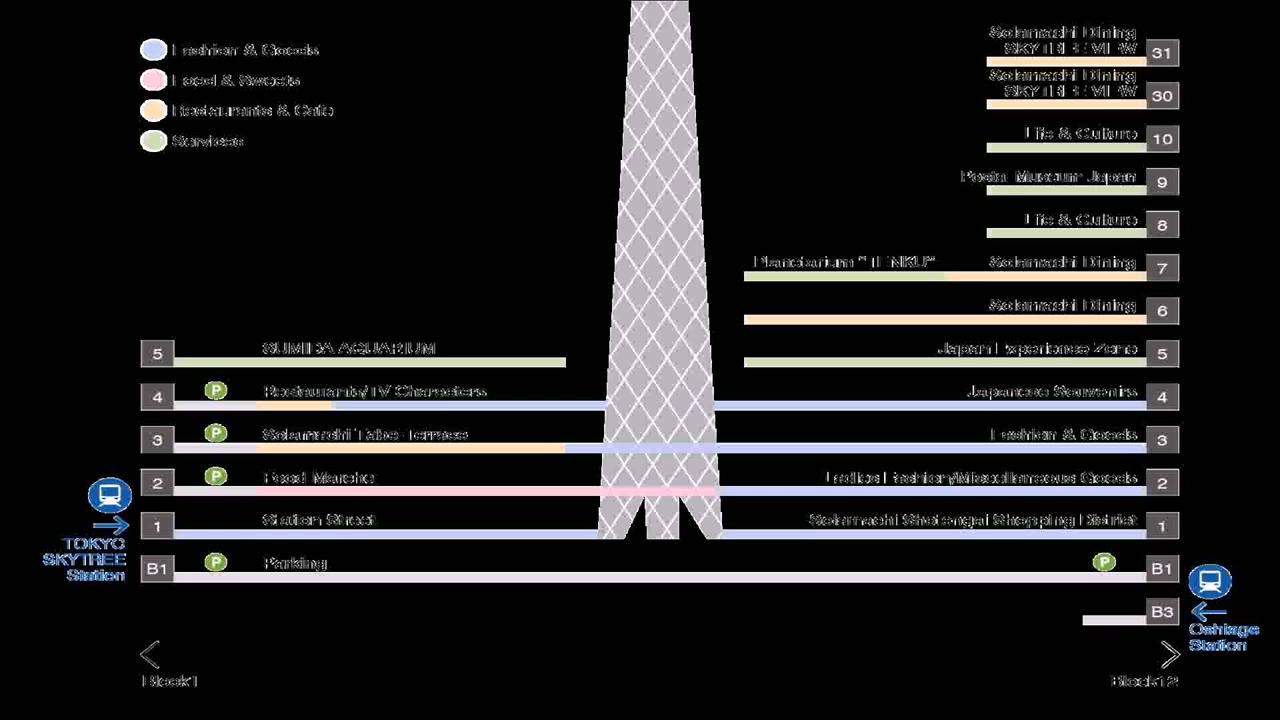 Fashion & Goods
Food & Sweets
Restaurants & Cafe
Services
Solamachi Dining
SKYTREE VIEW
31
Solamachi Dining
SKYTREE VIEW
30
Life & Culture
10
Postal Museum Japan
9
Life & Culture
8
Planetarium "TENKU"
Solamachi Dining
7
Solamachi Dining
6
5
SUMIDA AQUARIUM
Japan Experience Zone
5
4
P
Restaurants/TV Characters
Japanese Souvenirs
4
3
P
Solamachi Tabe-Terrace
Fashion & Goods
3
2
P
Food Marche
Ladies Fashion/Miscellaneous Goods
2
1
Station Street
Solamachi Shotengai Shopping District
1
TOKYO
SKYTREE
Station
B1
P
Parking
P
B1
B3
Oshiage
Station
Block1
Block12